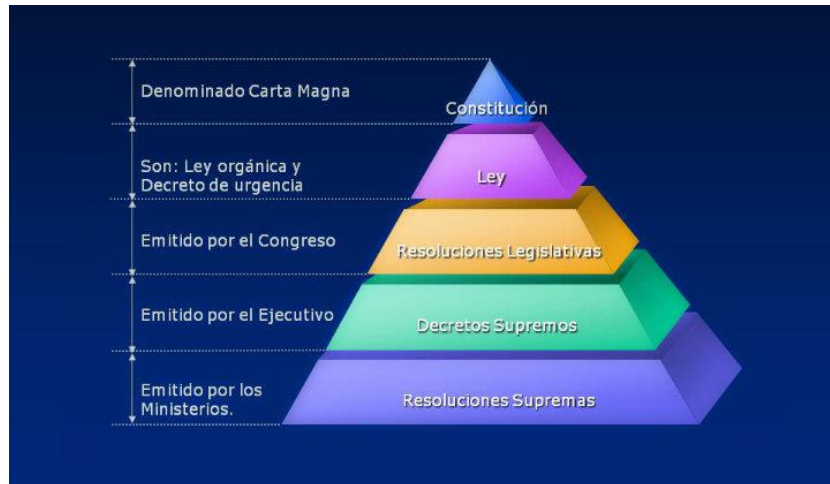 Denominado Carta Magna
Constitución
Son: Ley orgánica y
Decreto de urgencia
Ley
Emitido por el Congreso
Resoluciones Legislativas
Emitido por el Ejecutivo
Decretos Supremos
Emitido por los
Ministerios.
Resoluciones Supremas